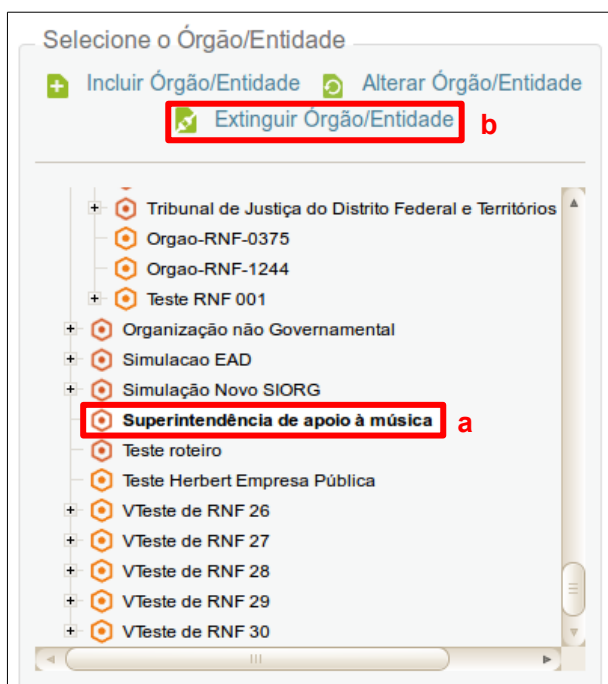 Selecione o Órgão/Entidade
Incluir Órgão/Entidade Alterar Órgão/Entidade
Extinguir Órgão/Entidade b
Tribunal de Justiça do Distrito Federal e Territórios
Orgao-RNF-0375
Orgao-RNF-1244
Teste RNF 001
Organização não Governamental
Simulacao EAD
Simulação Novo SIORG
Superintendência de apoio à música a
Teste roteiro
Teste Herbert Empresa Pública
VTeste de RNF 26
VTeste de RNF 27
VTeste de RNF 28
VTeste de RNF 29
VTeste de RNF 30